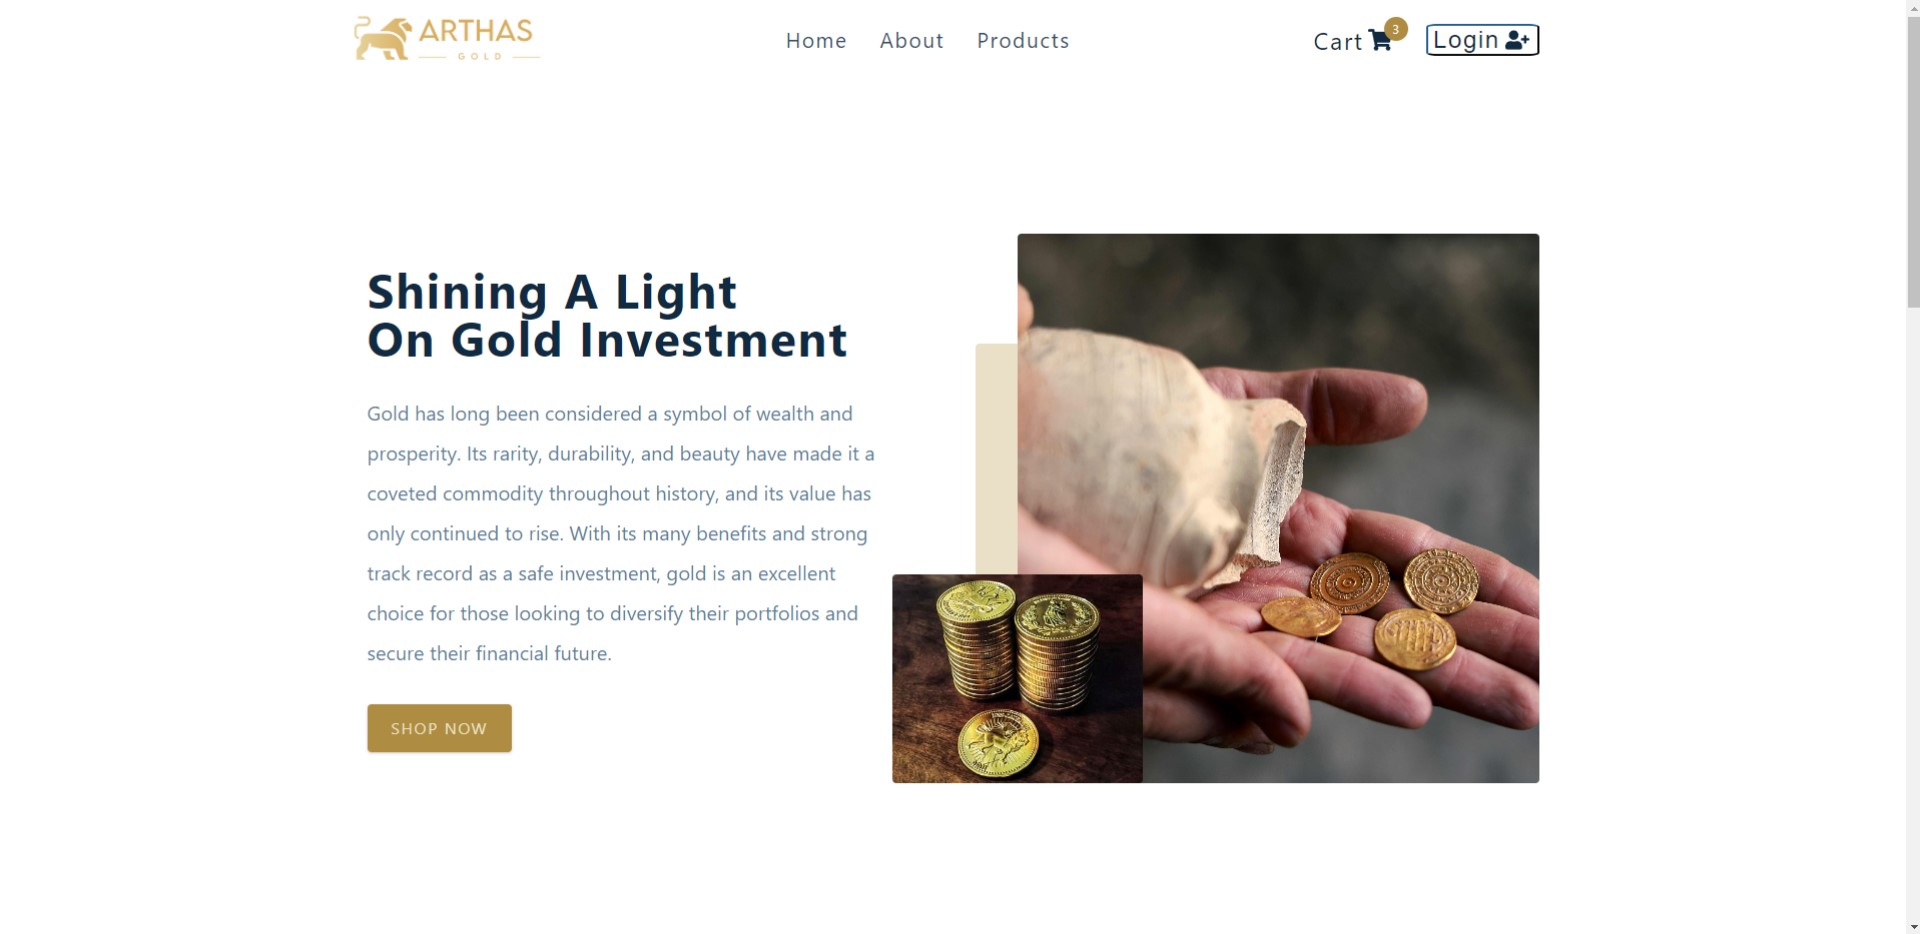 ARTHAS
GOLD
Home About Products
Cart 3 Login
Shining A Light
On Gold Investment
Gold has long been considered a symbol of wealth and
prosperity. Its rarity, durability, and beauty have made it a
coveted commodity throughout history, and its value has
only continued to rise. With its many benefits and strong
track record as a safe investment, gold is an excellent
choice for those looking to diversify their portfolios and
secure their financial future.
SHOP NOW